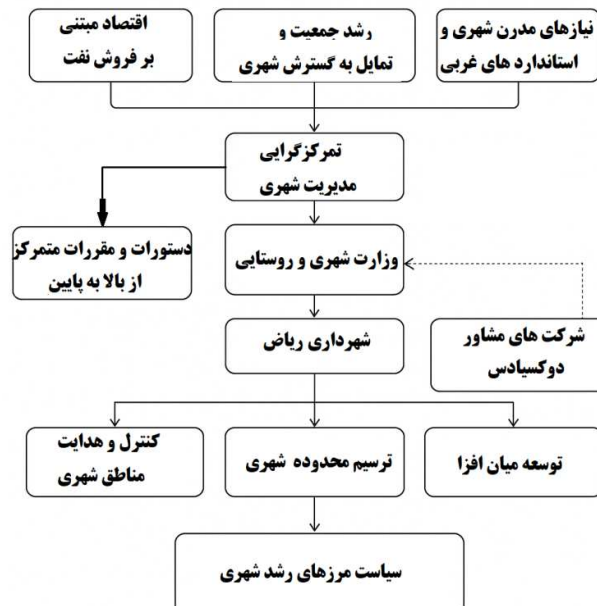 نیازهای مدرن شهری و
استاندارد های غربی
رشد جمعیت و
تمایل به گسترش شهری
اقتصاد مبتنی
بر فروش نفت
تمرکزگرایی
مدیریت شهری
دستورات و مقررات متمرکز
از بالا به پایین
وزارت شهری و روستایی
شرکت های مشاور
دوکسیادس
شهرداری ریاض
توسعه میان افزا
ترسیم محدوده شهری
کنترل و هدایت
مناطق شهری
سیاست مرزهای رشد شهری